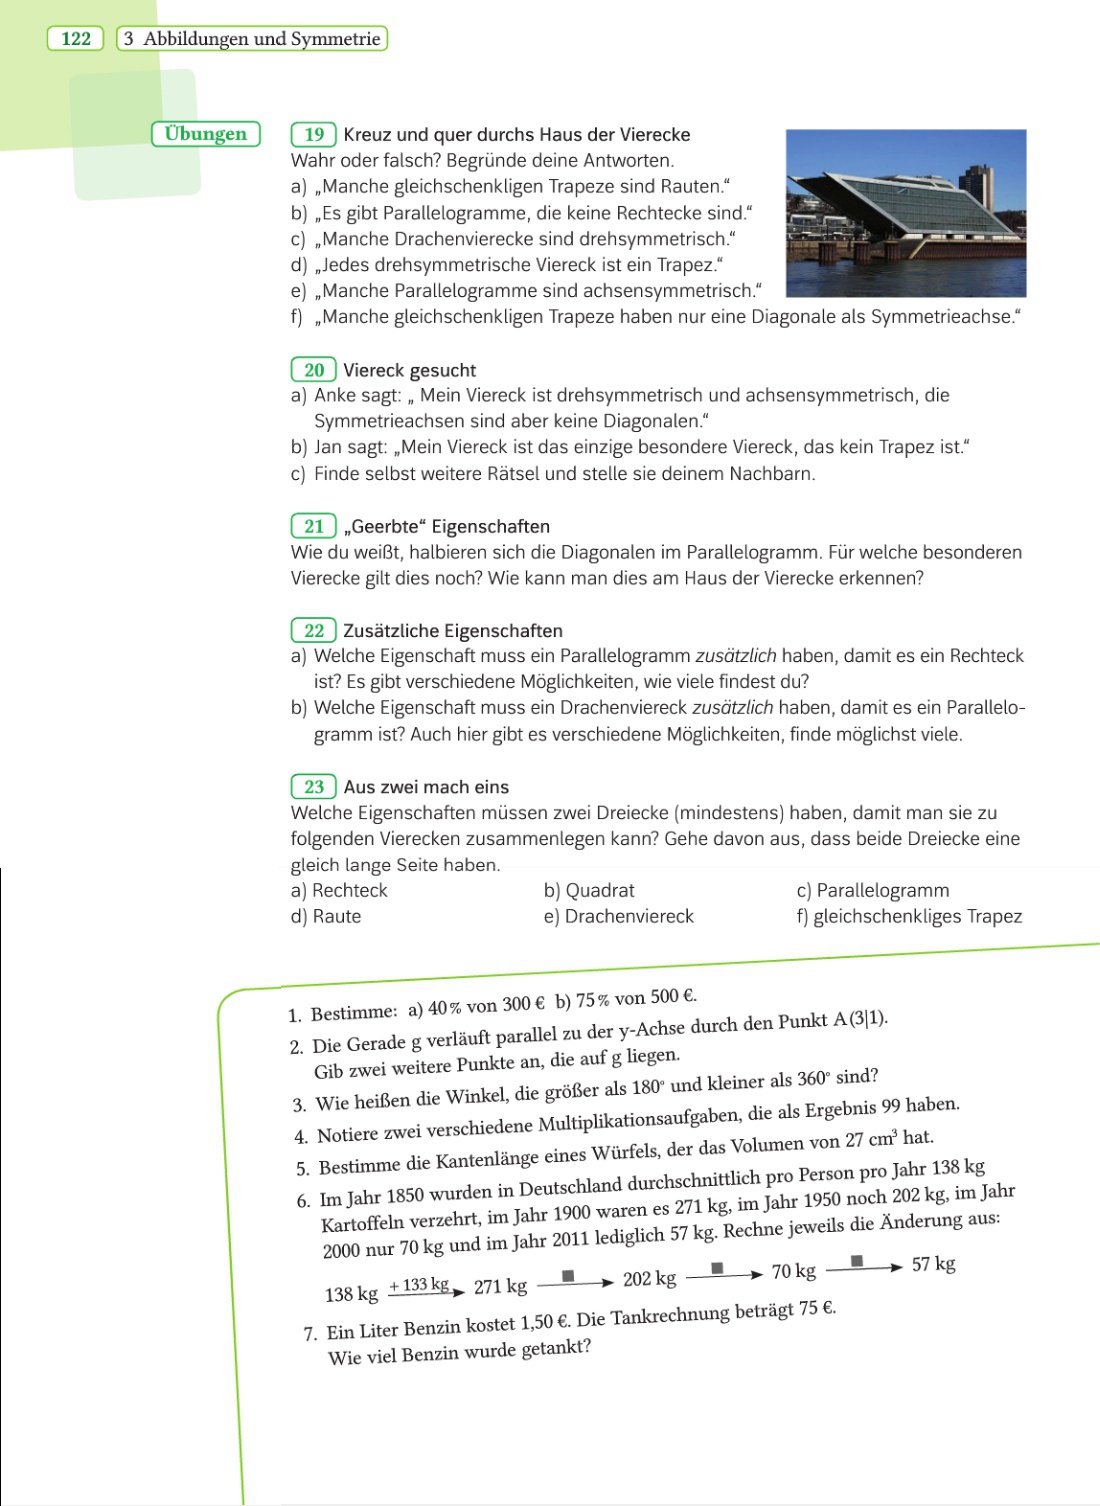 122
3 Abbildungen und Symmetrie
Übungen
19 Kreuz und quer durchs Haus der Vierecke
Wahr oder falsch? Begründe deine Antworten.
a) „Manche gleichschenkligen Trapeze sind Rauten.“
b) „Es gibt Parallelogramme, die keine Rechtecke sind.“
c) „Manche Drachenvierecke sind drehsymmetrisch.“
d) „Jedes drehsymmetrische Viereck ist ein Trapez.“
e) „Manche Parallelogramme sind achsensymmetrisch.“
f) „Manche gleichschenkligen Trapeze haben nur eine Diagonale als Symmetrieachse.“
20 Viereck gesucht
a) Anke sagt: „ Mein Viereck ist drehsymmetrisch und achsensymmetrisch, die
Symmetrieachsen sind aber keine Diagonalen.“
b) Jan sagt: „Mein Viereck ist das einzige besondere Viereck, das kein Trapez ist.“
c) Finde selbst weitere Rätsel und stelle sie deinem Nachbarn.
21 „Geerbte“ Eigenschaften
Wie du weißt, halbieren sich die Diagonalen im Parallelogramm. Für welche besonderen
Vierecke gilt dies noch? Wie kann man dies am Haus der Vierecke erkennen?
22 Zusätzliche Eigenschaften
a) Welche Eigenschaft muss ein Parallelogramm zusätzlich haben, damit es ein Rechteck
ist? Es gibt verschiedene Möglichkeiten, wie viele findest du?
b) Welche Eigenschaft muss ein Drachenviereck zusätzlich haben, damit es ein Parallelo-
gramm ist? Auch hier gibt es verschiedene Möglichkeiten, finde möglichst viele.
23 Aus zwei mach eins
Welche Eigenschaften müssen zwei Dreiecke (mindestens) haben, damit man sie zu
folgenden Vierecken zusammenlegen kann? Gehe davon aus, dass beide Dreiecke eine
gleich lange Seite haben.
a) Rechteck b) Quadrat c) Parallelogramm
d) Raute e) Drachenviereck f) gleichschenkliges Trapez
1. Bestimme: a) 40 % von 300 € b) 75 % von 500 €.
2. Die Gerade g verläuft parallel zu der y-Achse durch den Punkt A (3|1).
Gib zwei weitere Punkte an, die auf g liegen.
3. Wie heißen die Winkel, die größer als 180° und kleiner als 360° sind?
4. Notiere zwei verschiedene Multiplikationsaufgaben, die als Ergebnis 99 haben.
5. Bestimme die Kantenlänge eines Würfels, der das Volumen von 27 cm³ hat.
6. Im Jahr 1850 wurden in Deutschland durchschnittlich pro Person pro Jahr 138 kg
Kartoffeln verzehrt, im Jahr 1900 waren es 271 kg, im Jahr 1950 noch 202 kg, im Jahr
2000 nur 70 kg und im Jahr 2011 lediglich 57 kg. Rechne jeweils die Änderung aus:
138 kg + 133 kg 271 kg ■ 202 kg ■ 70 kg ■ 57 kg
7. Ein Liter Benzin kostet 1,50 €. Die Tankrechnung beträgt 75 €.
Wie viel Benzin wurde getankt?